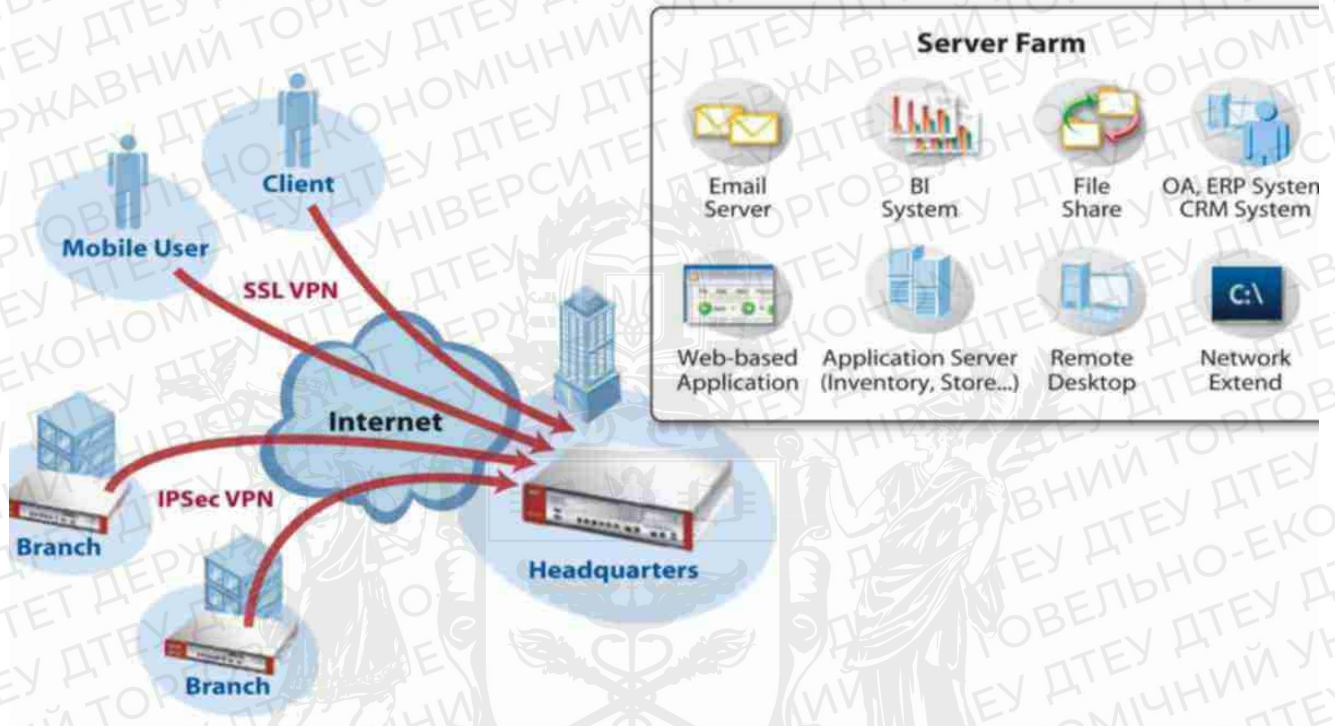 Server Farm
Email
Server
BI
System
File
Share
OA, ERP System
CRM System
Web-based
Application
Application Server
(Inventory, Store...)
Remote
Desktop
C:\
Network
Extend
Client
Mobile User
SSL VPN
Internet
IPSec VPN
Branch
Headquarters
Branch